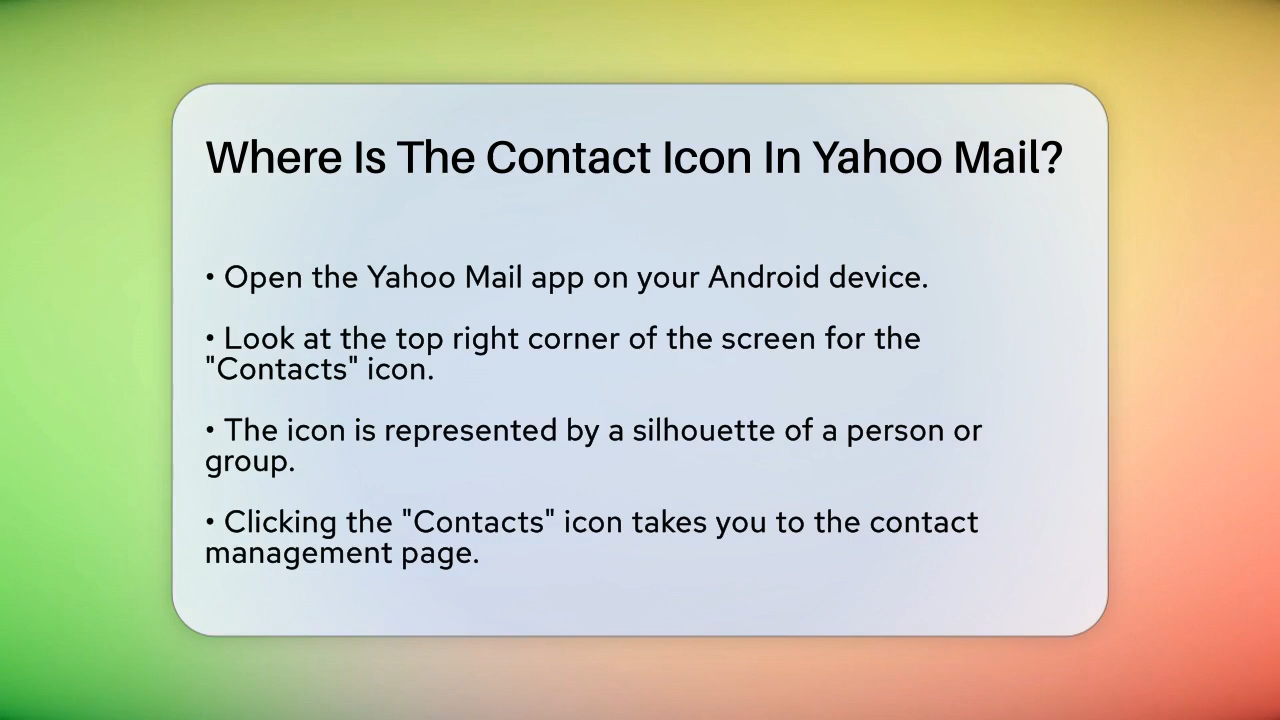 Where Is The Contact Icon In Yahoo Mail?
• Open the Yahoo Mail app on your Android device.
• Look at the top right corner of the screen for the
"Contacts" icon.
• The icon is represented by a silhouette of a person or
group.
• Clicking the "Contacts" icon takes you to the contact
management page.